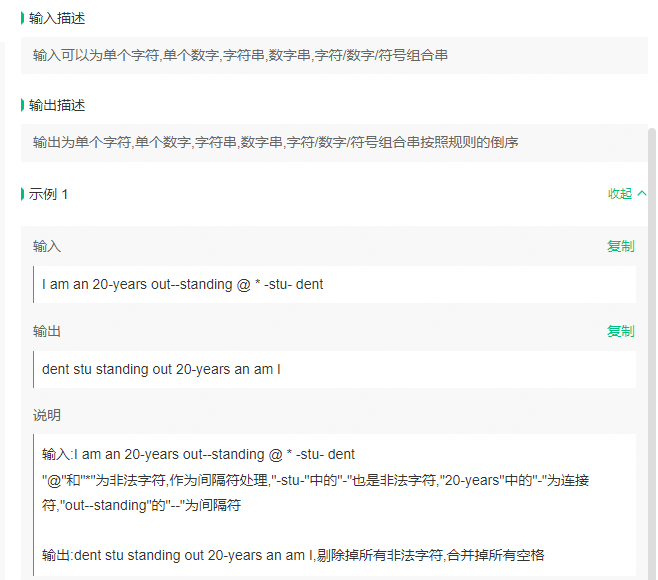 输入描述
输入可以为单个字符,单个数字,字符串,数字串,字符/数字/符号组合串
输出描述
输出为单个字符,单个数字,字符串,数字串,字符/数字/符号组合串按照规则的倒序
示例 1 收起
输入 复制
I am an 20-years out--standing @ * -stu- dent
输出 复制
dent stu standing out 20-years an am I
说明
输入:I am an 20-years out--standing @ * -stu- dent
"@"和"*"为非法字符,作为间隔符处理,"-stu-"中的"-"也是非法字符,"20-years"中的"-"为连接
符,"out--standing"的"--"为间隔符
输出:dent stu standing out 20-years an am I,剔除掉所有非法字符,合并掉所有空格